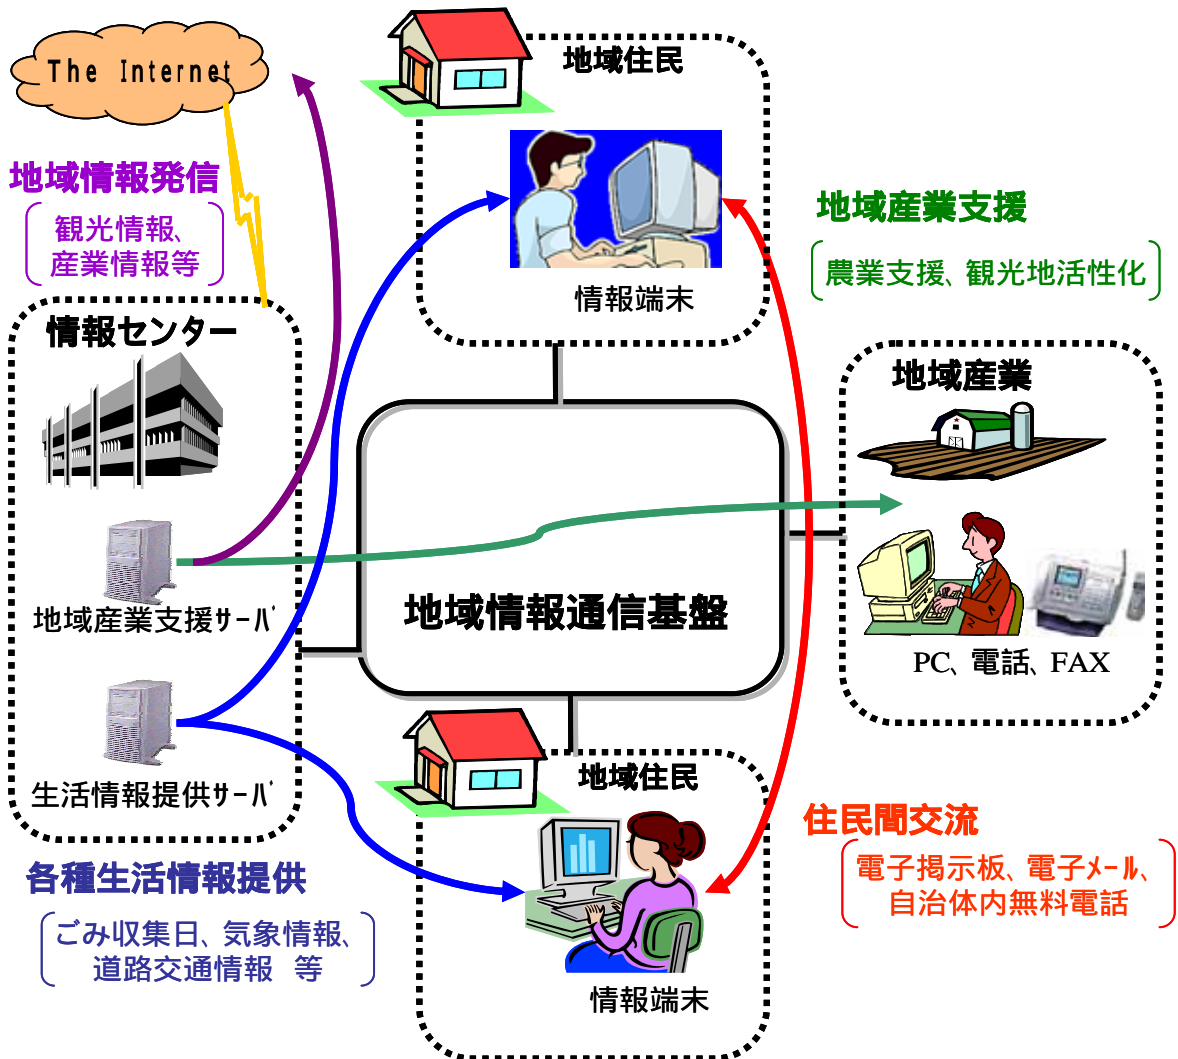 The Internet
地域情報発信
観光情報、
産業情報等
情報センター
地域産業支援ｻｰﾊﾞ
生活情報提供ｻｰﾊﾞ
各種生活情報提供
ごみ収集日、気象情報、
道路交通情報　等
地域住民
情報端末
地域情報通信基盤
地域住民
情報端末
地域産業支援
農業支援、観光地活性化
地域産業
PC、電話、FAX
住民間交流
電子掲示板、電子ﾒｰﾙ、
自治体内無料電話